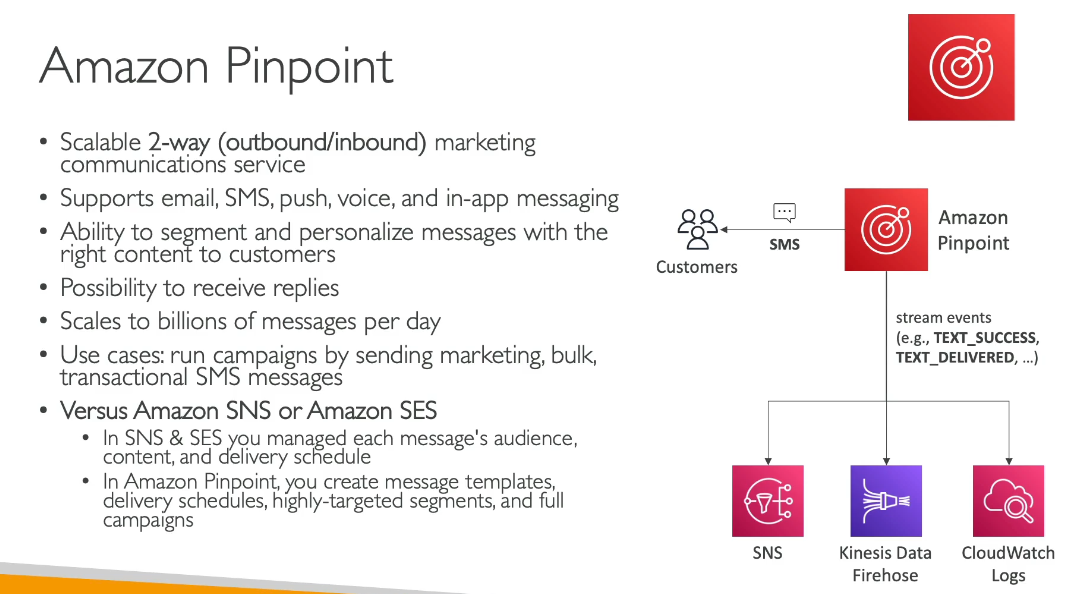 Amazon Pinpoint
• Scalable 2-way (outbound/inbound) marketing
communications service
• Supports email, SMS, push, voice, and in-app messaging
• Ability to segment and personalize messages with the
right content to customers
• Possibility to receive replies
• Scales to billions of messages per day
• Use cases: run campaigns by sending marketing, bulk,
transactional SMS messages
• Versus Amazon SNS or Amazon SES
• In SNS & SES you managed each message's audience,
content, and delivery schedule
• In Amazon Pinpoint, you create message templates,
delivery schedules, highly-targeted segments, and full
campaigns
Customers
SMS
Amazon
Pinpoint
stream events
(e.g., TEXT_SUCCESS,
TEXT_DELIVERED, …)
SNS
Kinesis Data
Firehose
CloudWatch
Logs